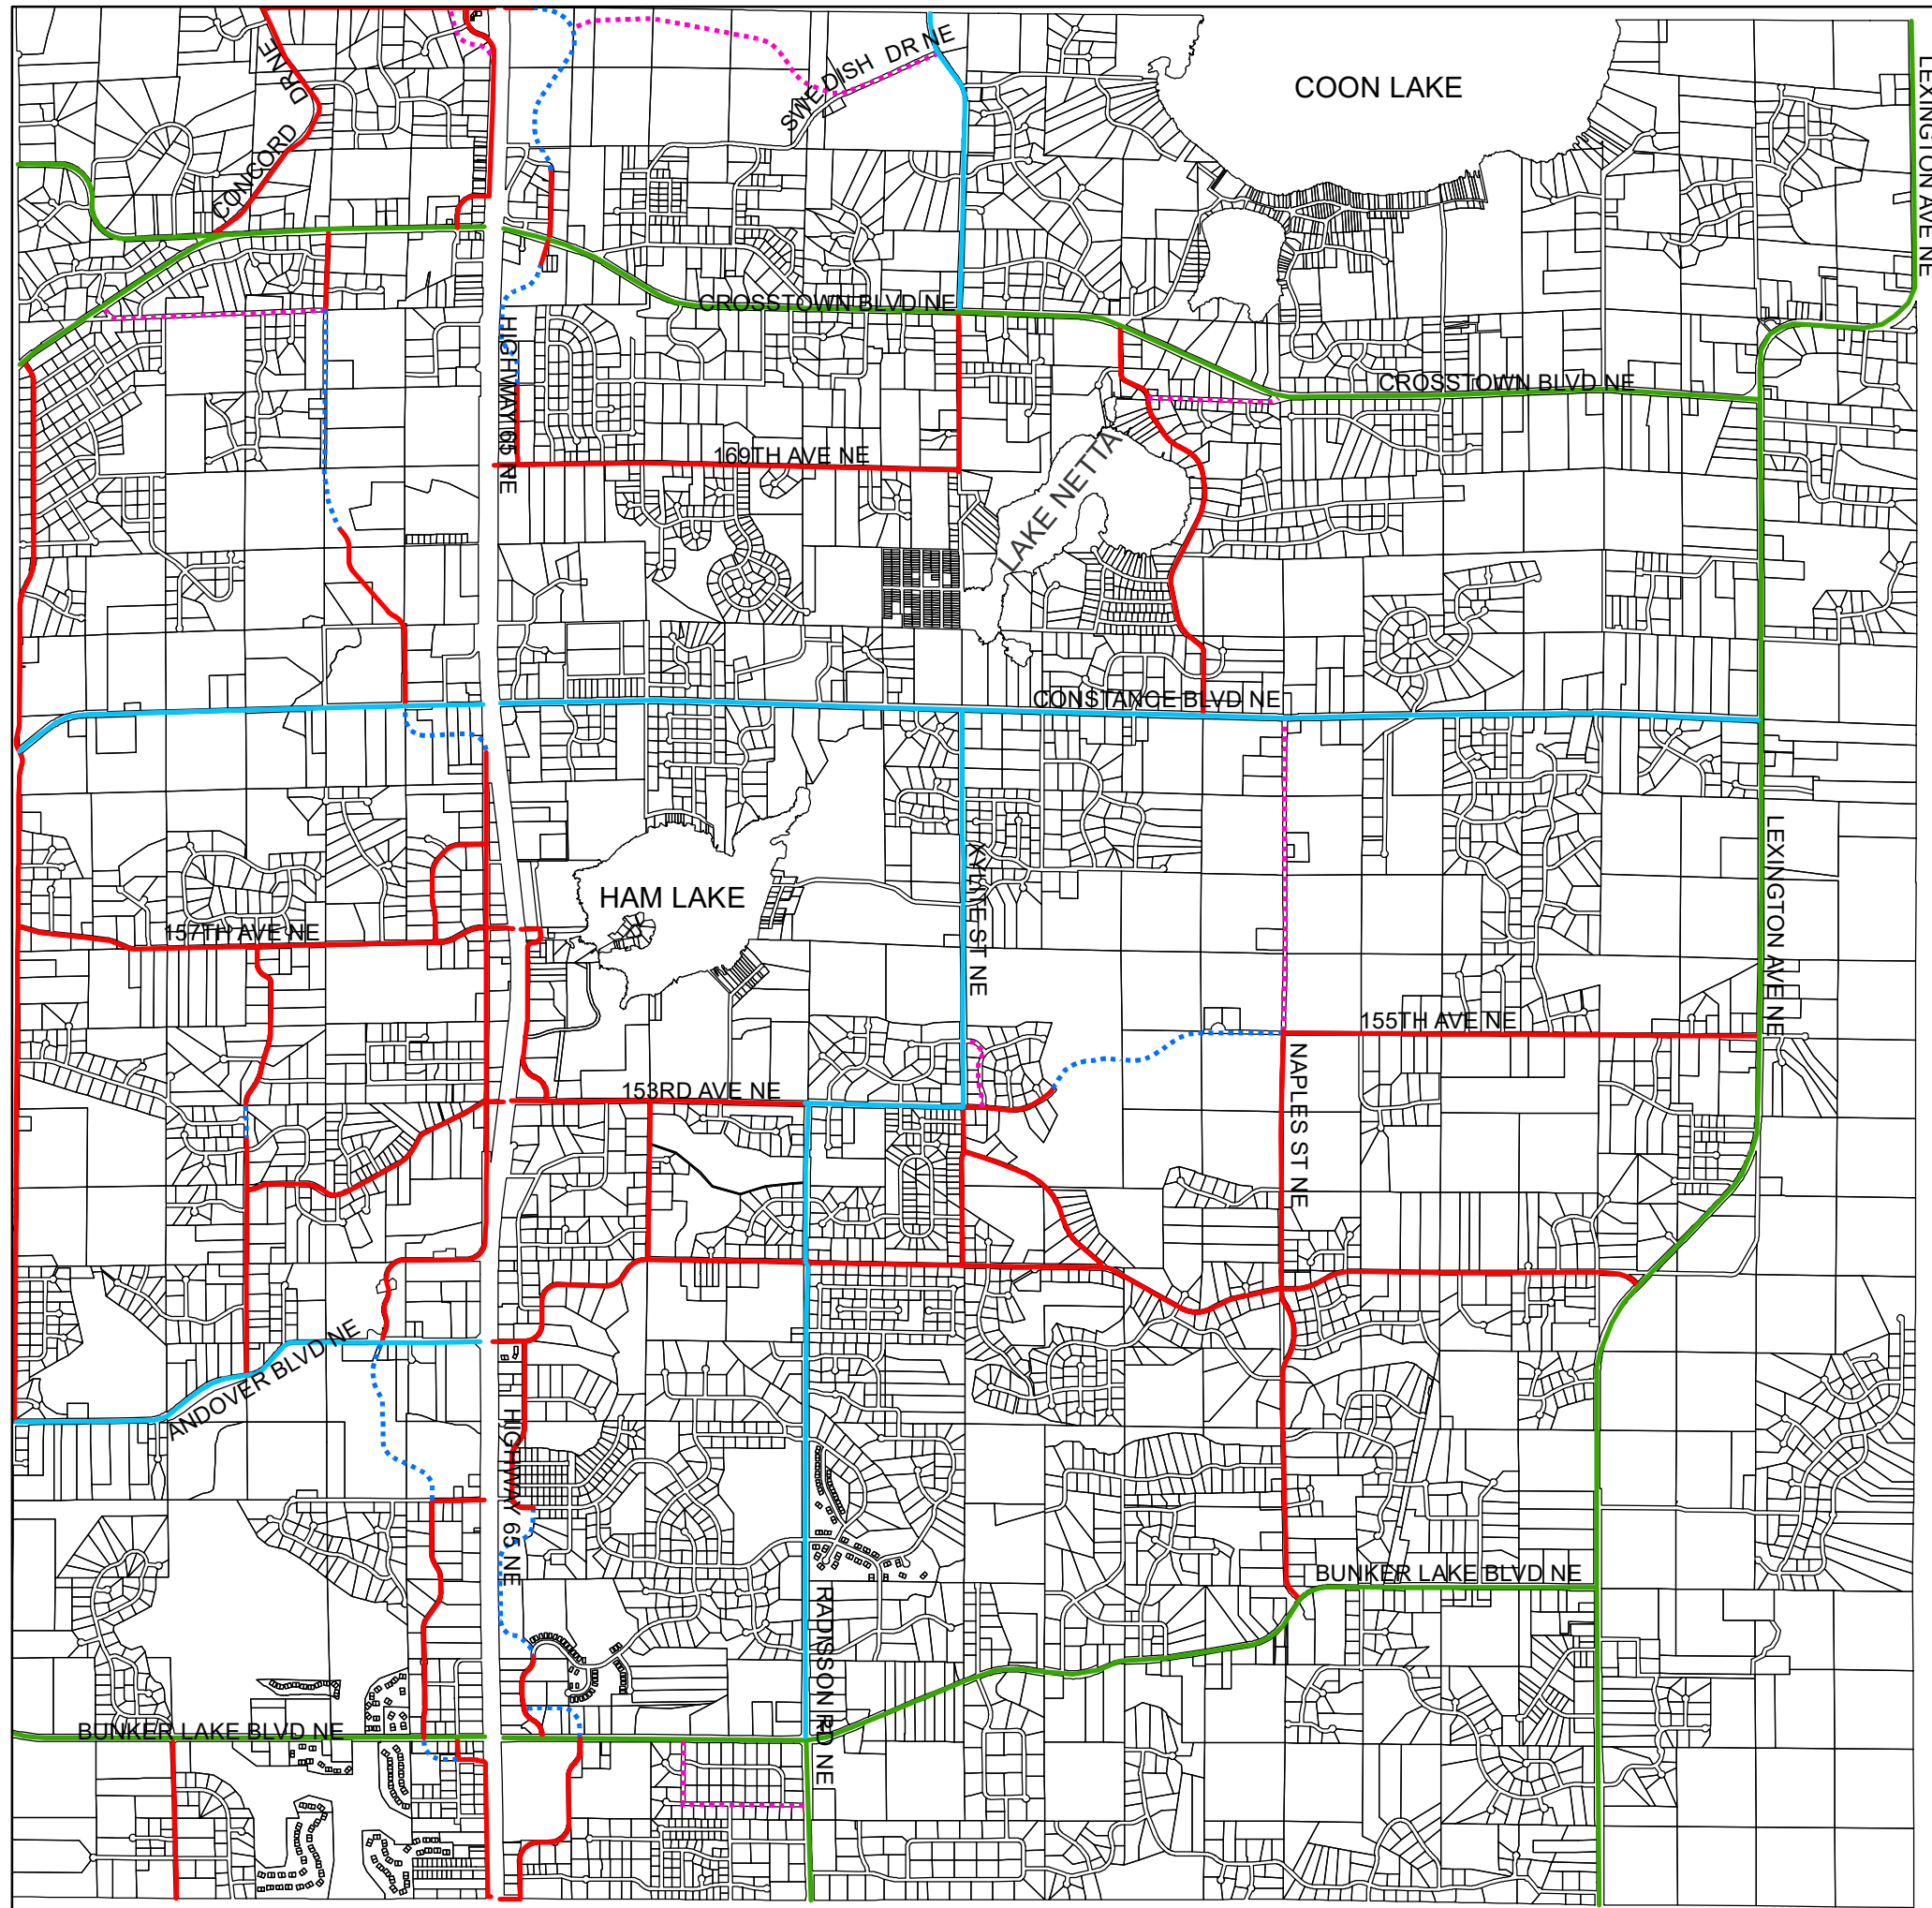 DR NE
CONCORD
SWEDISH DR NE
COON LAKE
LEXINGTON AVE NE
CROSSTOWN BLVD NE
HIGHWAY 65 NE
CROSSTOWN BLVD NE
169TH AVE NE
LAKE NETTA
CONSTANCE BLVD NE
HAM LAKE
LEXINGTON AVE NE
157TH AVE NE
155TH AVE NE
NAPLES ST NE
153RD AVE NE
ANDOVER BLVD NE
HIGHWAY 65 NE
BUNKER LAKE BLVD NE
RADISSON RD NE
BUNKER LAKE BLVD NE